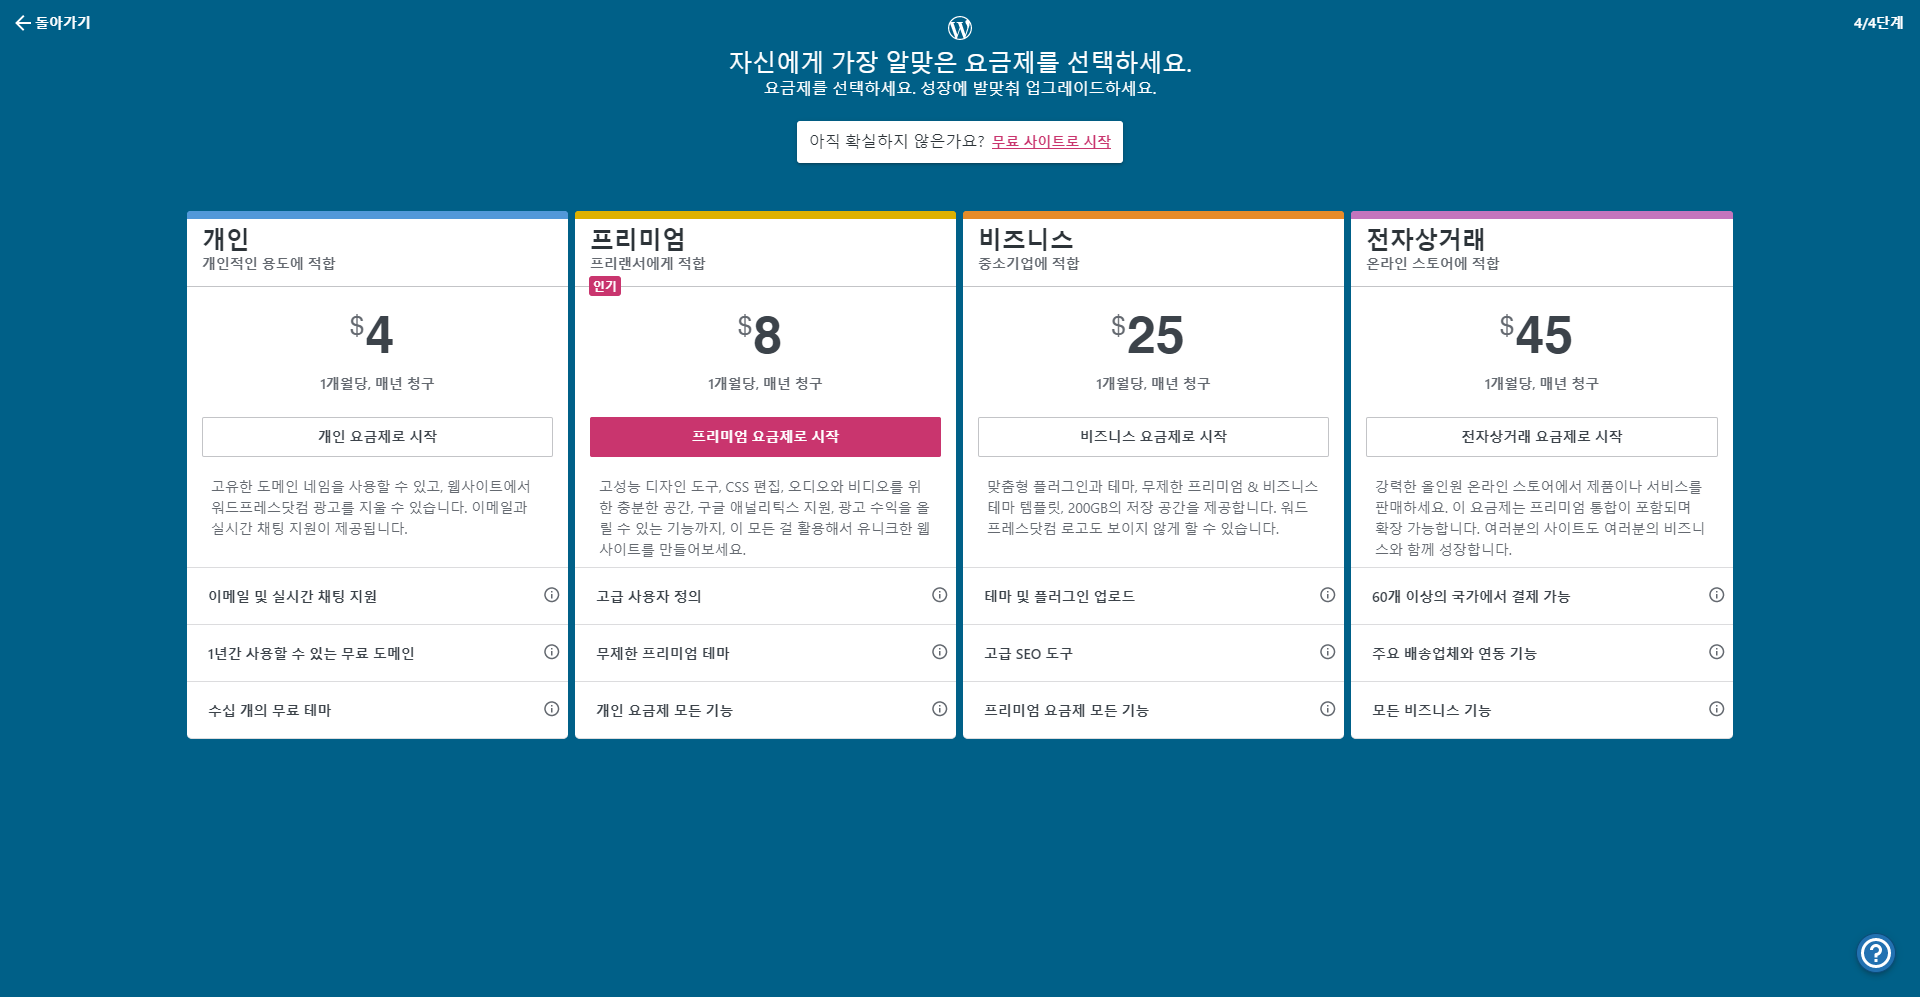 돌아가기
4/4단계
자신에게 가장 알맞은 요금제를 선택하세요.
요금제를 선택하세요. 성장에 발맞춰 업그레이드하세요.
아직 확실하지 않은가요? 무료 사이트로 시작
개인
개인적인 용도에 적합
$4
1개월당, 매년 청구
개인 요금제로 시작
고유한 도메인 네임을 사용할 수 있고, 웹사이트에서
워드프레스닷컴 광고를 지울 수 있습니다. 이메일과
실시간 채팅 지원이 제공됩니다.
이메일 및 실시간 채팅 지원
1년간 사용할 수 있는 무료 도메인
수십 개의 무료 테마
프리미엄
프리랜서에게 적합
인기
$8
1개월당, 매년 청구
프리미엄 요금제로 시작
고성능 디자인 도구, CSS 편집, 오디오와 비디오를 위
한 충분한 공간, 구글 애널리틱스 지원, 광고 수익을 올
릴 수 있는 기능까지, 이 모든 걸 활용해서 유니크한 웹
사이트를 만들어보세요.
고급 사용자 정의
무제한 프리미엄 테마
개인 요금제 모든 기능
비즈니스
중소기업에 적합
$25
1개월당, 매년 청구
비즈니스 요금제로 시작
맞춤형 플러그인과 테마, 무제한 프리미엄 & 비즈니스
테마 템플릿, 200GB의 저장 공간을 제공합니다. 워드
프레스닷컴 로고도 보이지 않게 할 수 있습니다.
테마 및 플러그인 업로드
고급 SEO 도구
프리미엄 요금제 모든 기능
전자상거래
온라인 스토어에 적합
$45
1개월당, 매년 청구
전자상거래 요금제로 시작
강력한 올인원 온라인 스토어에서 제품이나 서비스를
판매하세요. 이 요금제는 프리미엄 통합이 포함되며
확장 가능합니다. 여러분의 사이트도 여러분의 비즈니
스와 함께 성장합니다.
60개 이상의 국가에서 결제 가능
주요 배송업체와 연동 기능
모든 비즈니스 기능